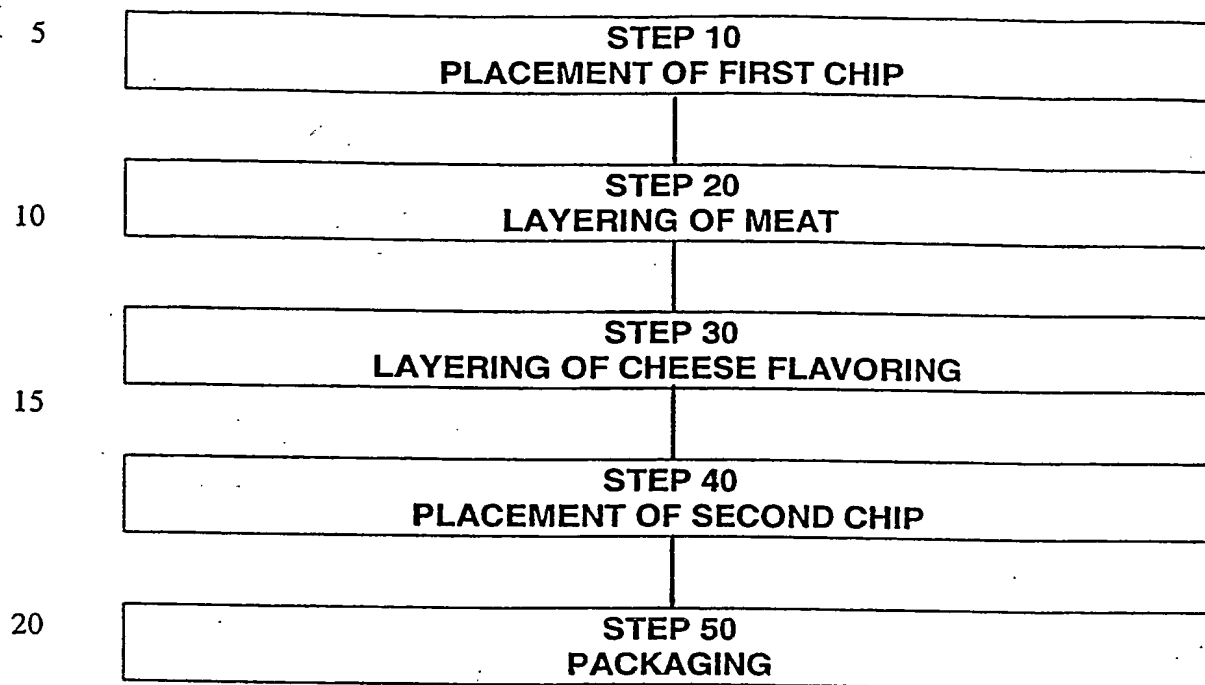 5
STEP 10
PLACEMENT OF FIRST CHIP
STEP 20
10
LAYERING OF MEAT
STEP 30
LAYERING OF CHEESE FLAVORING
15
STEP 40
PLACEMENT OF SECOND CHIP
20
STEP 50
PACKAGING